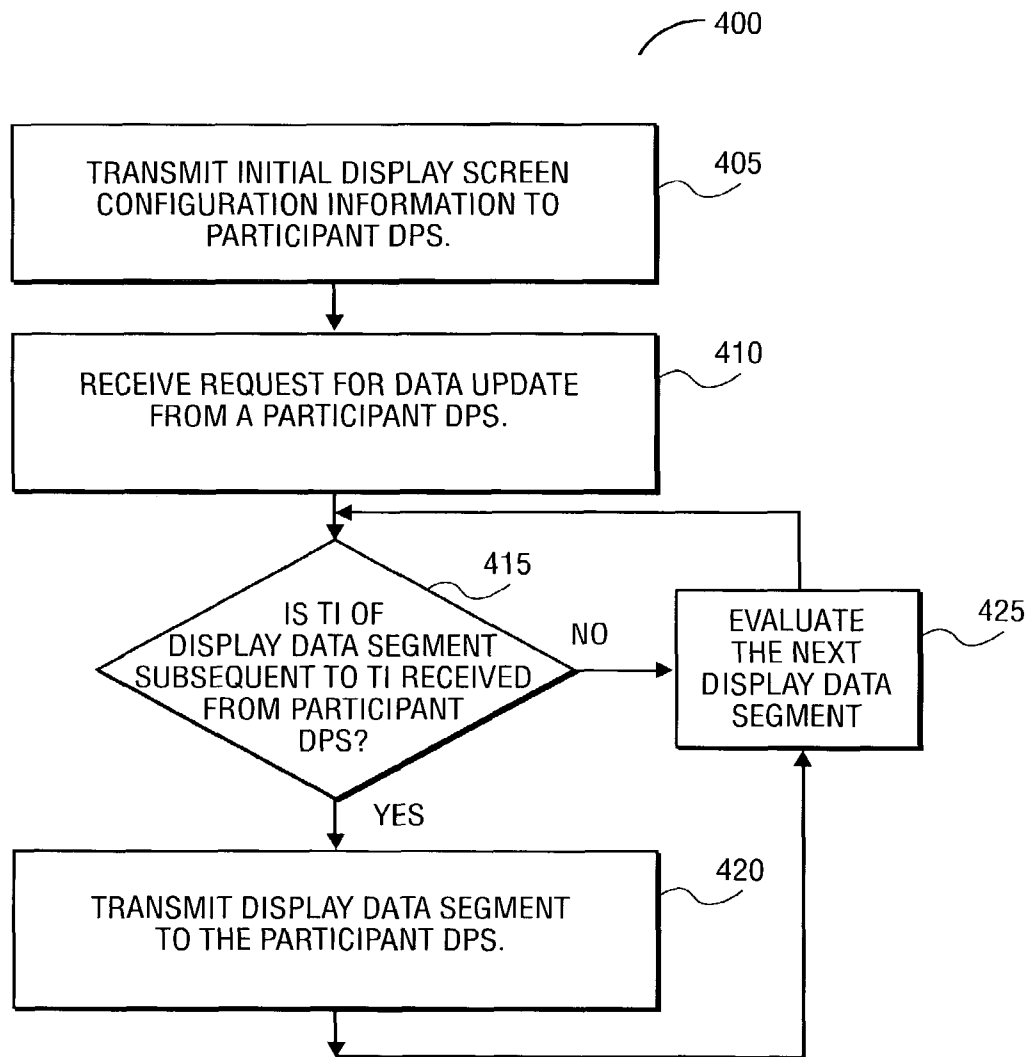 400
TRANSMIT INITIAL DISPLAY SCREEN
CONFIGURATION INFORMATION TO
PARTICIPANT DPS.
405
RECEIVE REQUEST FOR DATA UPDATE
FROM A PARTICIPANT DPS.
410
IS TI OF
DISPLAY DATA SEGMENT
SUBSEQUENT TO TI RECEIVED
FROM PARTICIPANT
DPS?
415
NO
EVALUATE
THE NEXT
DISPLAY DATA
SEGMENT
425
YES
TRANSMIT DISPLAY DATA SEGMENT
TO THE PARTICIPANT DPS.
420